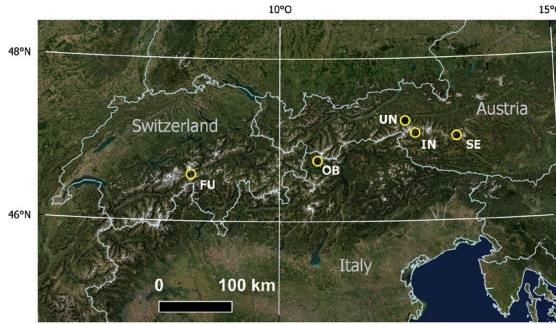 10°O
15°O
48°N
Austria
UN
Switzerland
IN
SE
OB
FU
46°N
0 100 km
Italy